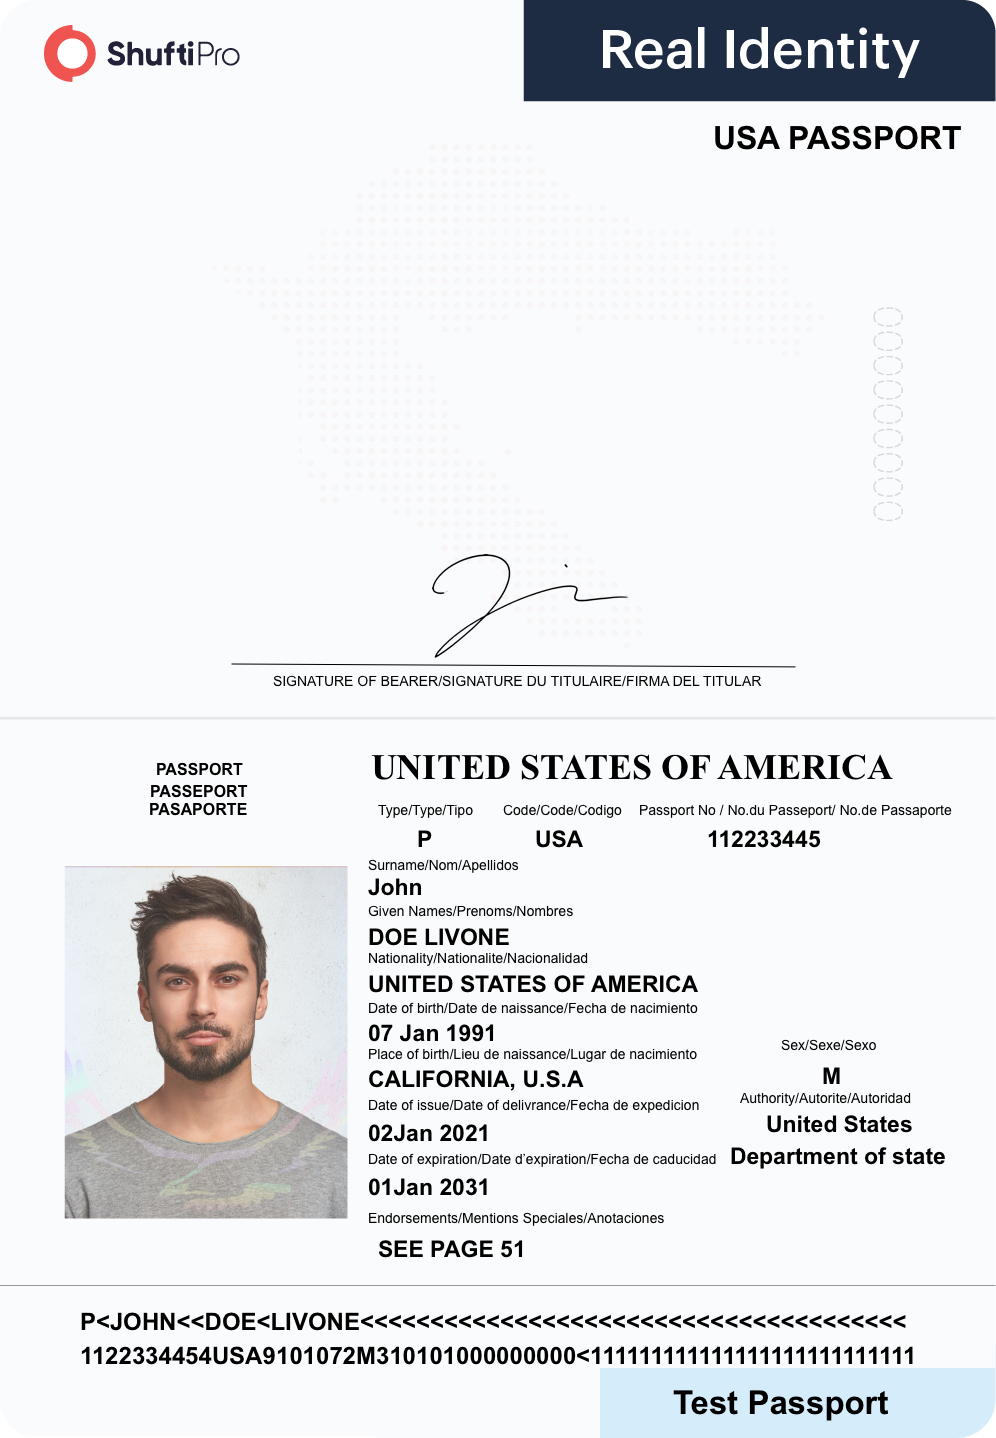 ShuftiPro
Real Identity
USA PASSPORT
SIGNATURE OF BEARER/SIGNATURE DU TITULAIRE/FIRMA DEL TITULAR
PASSPORT
PASSEPORT
PASAPORTE
UNITED STATES OF AMERICA
Type/Type/Tipo Code/Code/Codigo Passport No / No.du Passeport/ No.de Passaporte
P USA 112233445
Surname/Nom/Apellidos
John
Given Names/Prenoms/Nombres
DOE LIVONE
Nationality/Nationalite/Nacionalidad
UNITED STATES OF AMERICA
Date of birth/Date de naissance/Fecha de nacimiento
07 Jan 1991
Place of birth/Lieu de naissance/Lugar de nacimiento
CALIFORNIA, U.S.A
Date of issue/Date of delivrance/Fecha de expedicion
02Jan 2021
Date of expiration/Date d'expiration/Fecha de caducidad
01Jan 2031
Endorsements/Mentions Speciales/Anotaciones
SEE PAGE 51
Sex/Sexe/Sexo
M
Authority/Autorite/Autoridad
United States
Department of state
P<JOHN<<DOE<LIVONE<<<<<<<<<<<<<<<<<<<<<<<<<<<<<<<<<<<<<<<
1122334454USA9101072M310101000000000<111111111111111111111111111
Test Passport